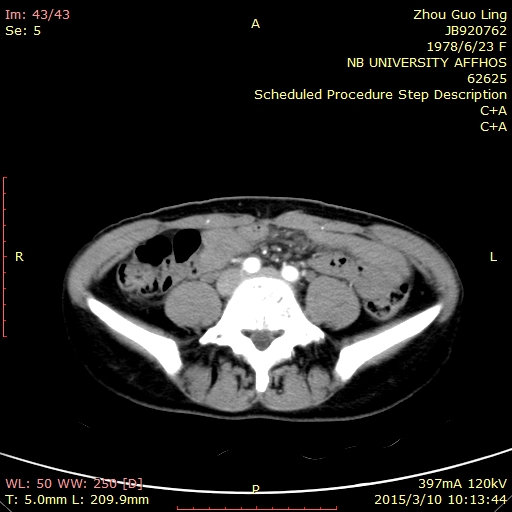 Im: 43/43
Se: 5
A
Zhou Guo Ling
JB920762
1978/6/23 F
NB UNIVERSITY AFFHOS
62625
Scheduled Procedure Step Description
C+A
C+A
R
L
WL: 50 WW: 250 [D]
T: 5.0mm L: 209.9mm
P
397mA 120kV
2015/3/10 10:13:44